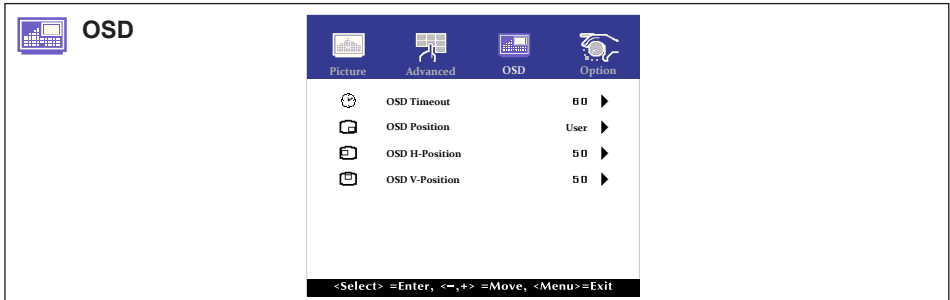 OSD
Picture Advanced OSD Option
OSD Timeout 60
OSD Position User
OSD H-Position 50
OSD V-Position 50
<Select> =Enter, <−,+> =Move, <Menu>=Exit